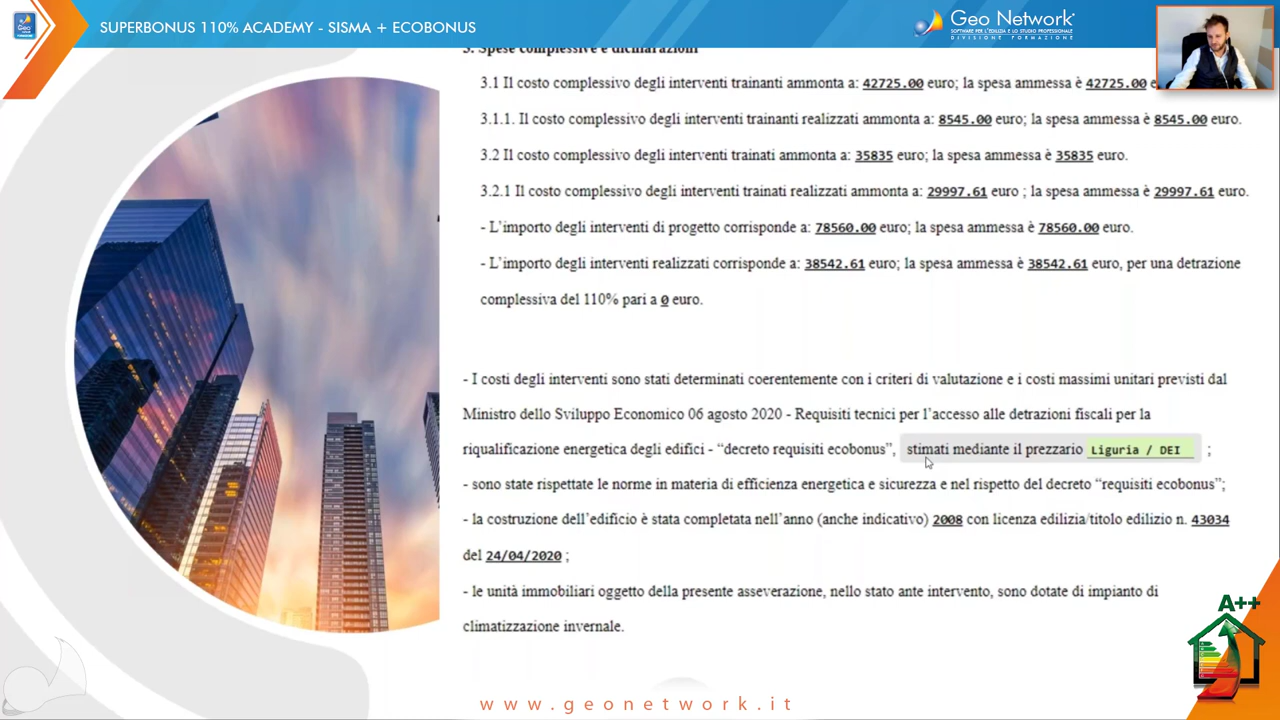 SUPERBONUS 110% ACADEMY - SISMA + ECOBONUS
Geo Network
SOFTWARE PER L'EDILIZIA E LO STUDIO PROFESSIONALE
DIVISIONE FORMAZIONE
3. Spese complessive e dichiarazioni
3.1 Il costo complessivo degli interventi trainanti ammonta a: 42725.00 euro; la spesa ammessa è 42725.00 e
3.1.1. Il costo complessivo degli interventi trainanti realizzati ammonta a: 8545.00 euro; la spesa ammessa è 8545.00 euro.
3.2 Il costo complessivo degli interventi trainati ammonta a: 35835 euro; la spesa ammessa è 35835 euro.
3.2.1 Il costo complessivo degli interventi trainati realizzati ammonta a: 29997.61 euro ; la spesa ammessa è 29997.61 euro.
- L'importo degli interventi di progetto corrisponde a: 78560.00 euro; la spesa ammessa è 78560.00 euro.
- L'importo degli interventi realizzati corrisponde a: 38542.61 euro; la spesa ammessa è 38542.61 euro, per una detrazione
complessiva del 110% pari a 0 euro.
- I costi degli interventi sono stati determinati coerentemente con i criteri di valutazione e i costi massimi unitari previsti dal
Ministro dello Sviluppo Economico 06 agosto 2020 - Requisiti tecnici per l'accesso alle detrazioni fiscali per la
riqualificazione energetica degli edifici - “decreto requisiti ecobonus”, stimati mediante il prezzario Liguria / DEI ;
- sono state rispettate le norme in materia di efficienza energetica e sicurezza e nel rispetto del decreto “requisiti ecobonus”;
- la costruzione dell'edificio è stata completata nell'anno (anche indicativo) 2008 con licenza edilizia/titolo edilizio n. 43034
del 24/04/2020 ;
- le unità immobiliari oggetto della presente asseverazione, nello stato ante intervento, sono dotate di impianto di
climatizzazione invernale.
A++
www.geonetwork.it